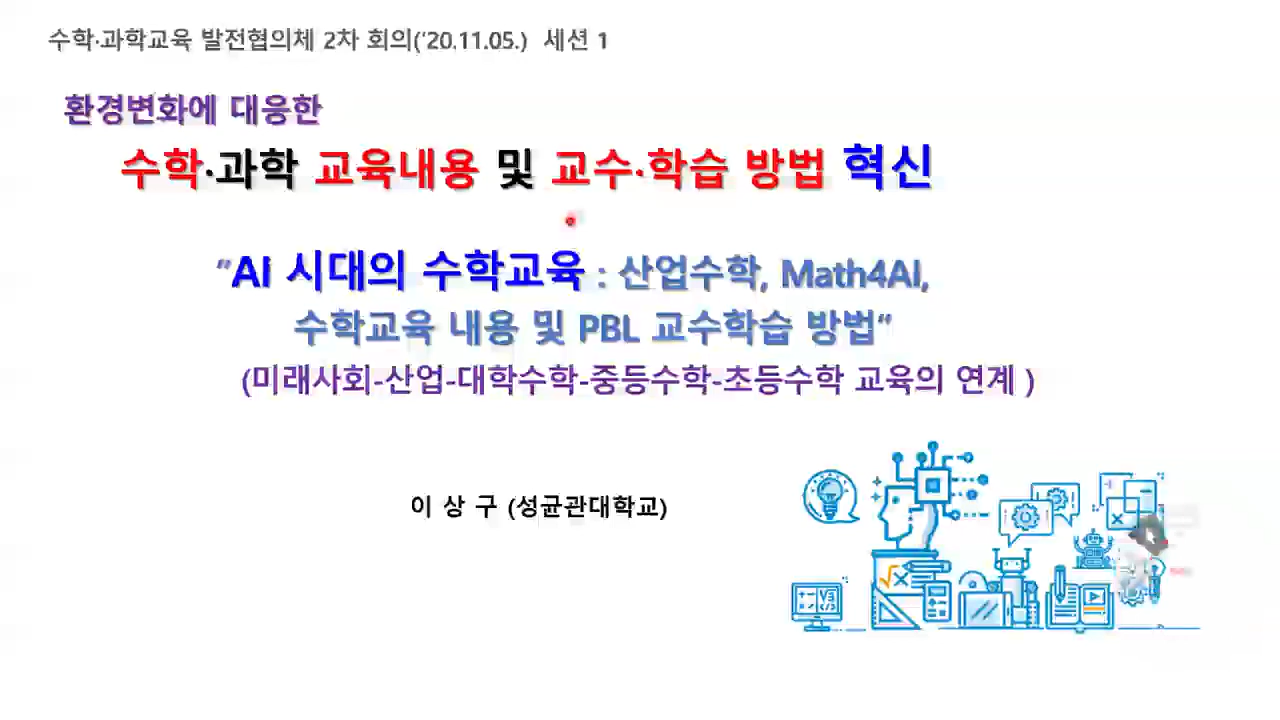 수학·과학교육 발전협의체 2차 회의('20.11.05.) 세션 1
환경변화에 대응한
수학·과학 교육내용 및 교수·학습 방법 혁신
"AI 시대의 수학교육 : 산업수학, Math4AI,
수학교육 내용 및 PBL 교수학습 방법"
(미래사회-산업-대학수학-중등수학-초등수학 교육의 연계 )
이 상 구 (성균관대학교)